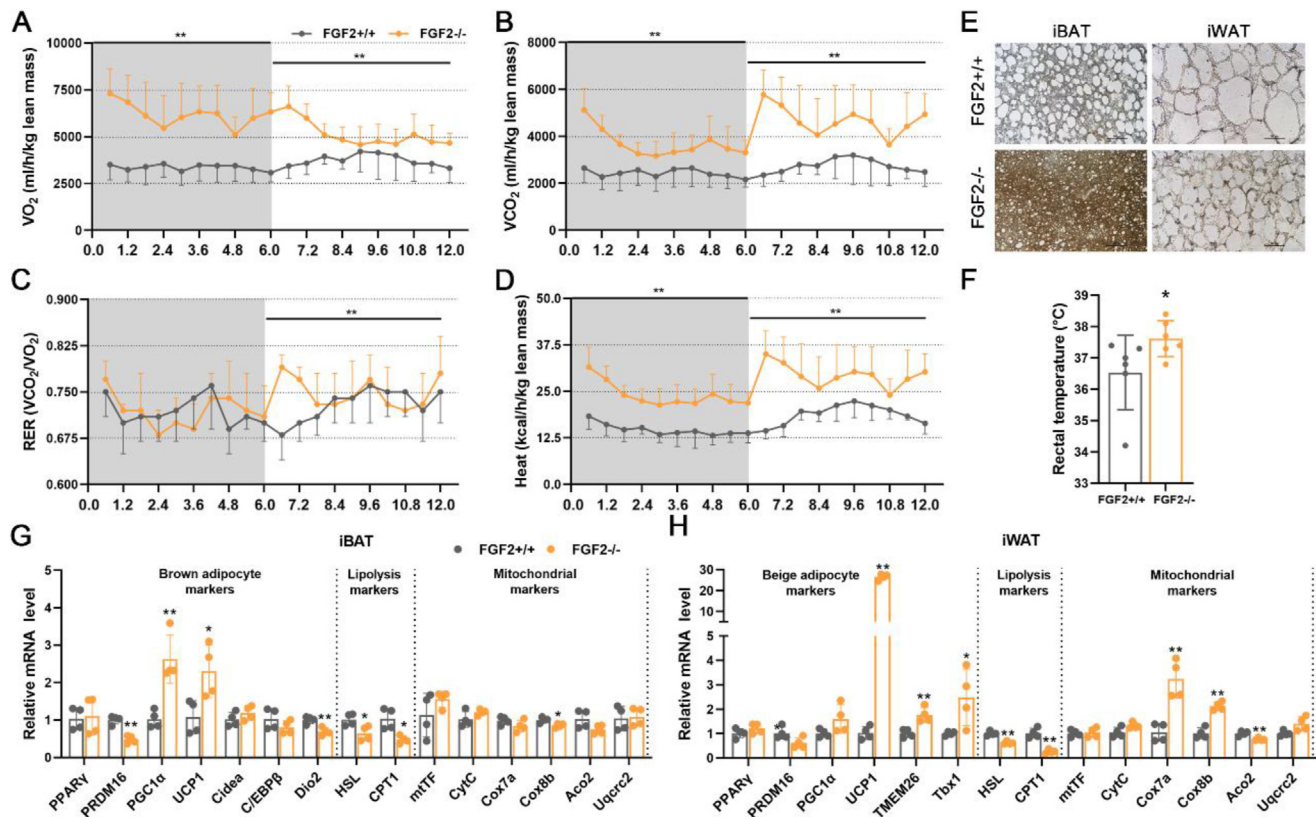 A
FGF2+/+ FGF2-/-
VO2 (ml/h/kg lean mass)
10000
7500
5000
2500
0
** **
0.0 1.2 2.4 3.6 4.8 6.0 7.2 8.4 9.6 10.8 12.0
B
VCO2 (ml/h/kg lean mass)
8000
6000
4000
2000
0
** **
0.0 1.2 2.4 3.6 4.8 6.0 7.2 8.4 9.6 10.8 12.0
E
iBAT iWAT
FGF2+/+
FGF2-/-
C
RER (VCO2/VO2)
0.900
0.825
0.750
0.675
0.600
**
0.0 1.2 2.4 3.6 4.8 6.0 7.2 8.4 9.6 10.8 12.0
D
Heat (kcal/h/kg lean mass)
50.0
37.5
25.0
12.5
0.0
** **
0.0 1.2 2.4 3.6 4.8 6.0 7.2 8.4 9.6 10.8 12.0
F
Rectal temperature (°C)
39
38
37
36
35
34
33
*
FGF2+/+ FGF2-/-
G
iBAT
FGF2+/+ FGF2-/-
Relative mRNA level
5
4
3
2
1
0
Brown adipocyte
markers
Lipolysis
markers
Mitochondrial
markers
** ** * ** * * *
PPARγ PRDM16 PGC1α UCP1 Cidea C/EBPβ Dio2 HSL CPT1 mtTF CytC Cox7a Cox8b Aco2 Uqcrc2
H
iWAT
Relative mRNA level
30
20
10
5
4
3
2
1
0
Beige adipocyte
markers
Lipolysis
markers
Mitochondrial
markers
* ** ** * ** ** ** ** **
PPARγ PRDM16 PGC1α UCP1 TMEM26 Tbx1 HSL CPT1 mtTF CytC Cox7a Cox8b Aco2 Uqcrc2